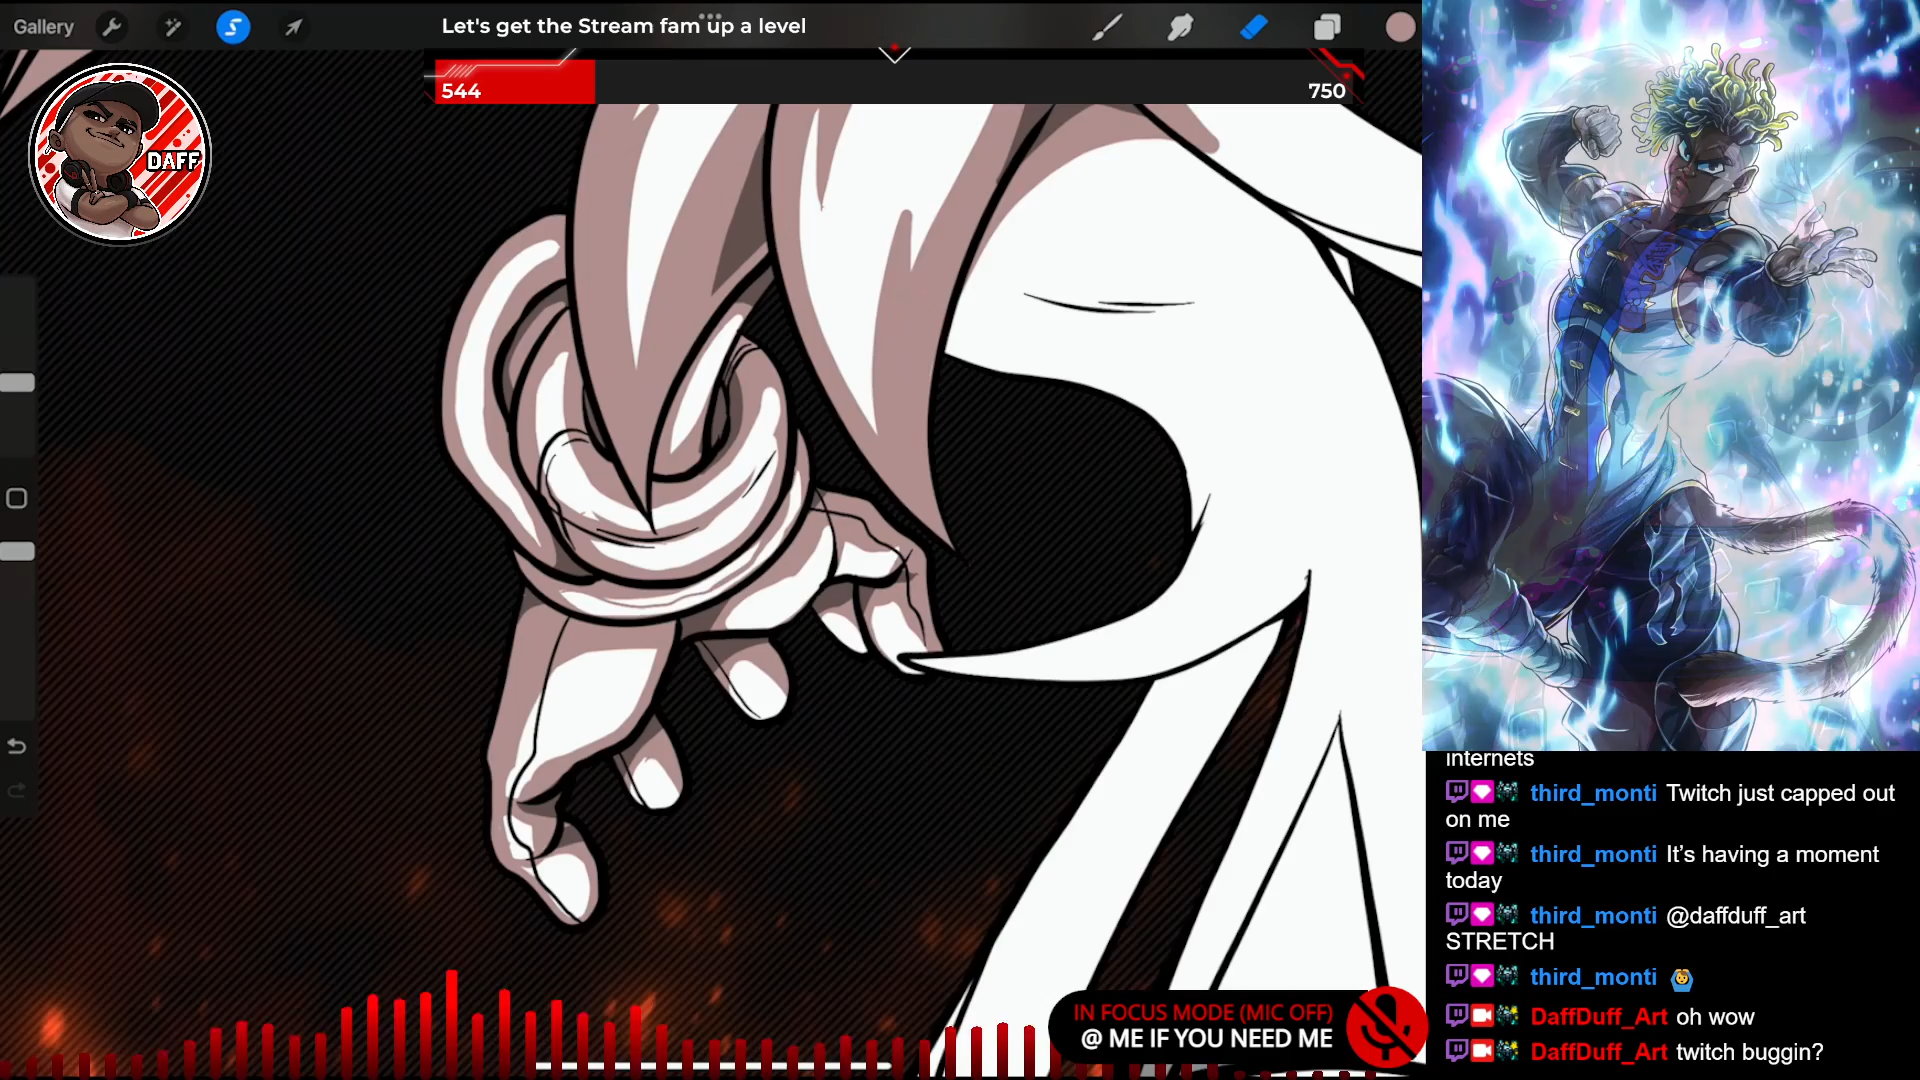 Gallery
Let's get the Stream fam up a level
544
750
DAFF
internets
third_monti Twitch just capped out
on me
third_monti It's having a moment
today
third_monti @daffduff_art
STRETCH
third_monti
DaffDuff_Art oh wow
DaffDuff_Art twitch buggin?
IN FOCUS MODE (MIC OFF)
@ ME IF YOU NEED ME